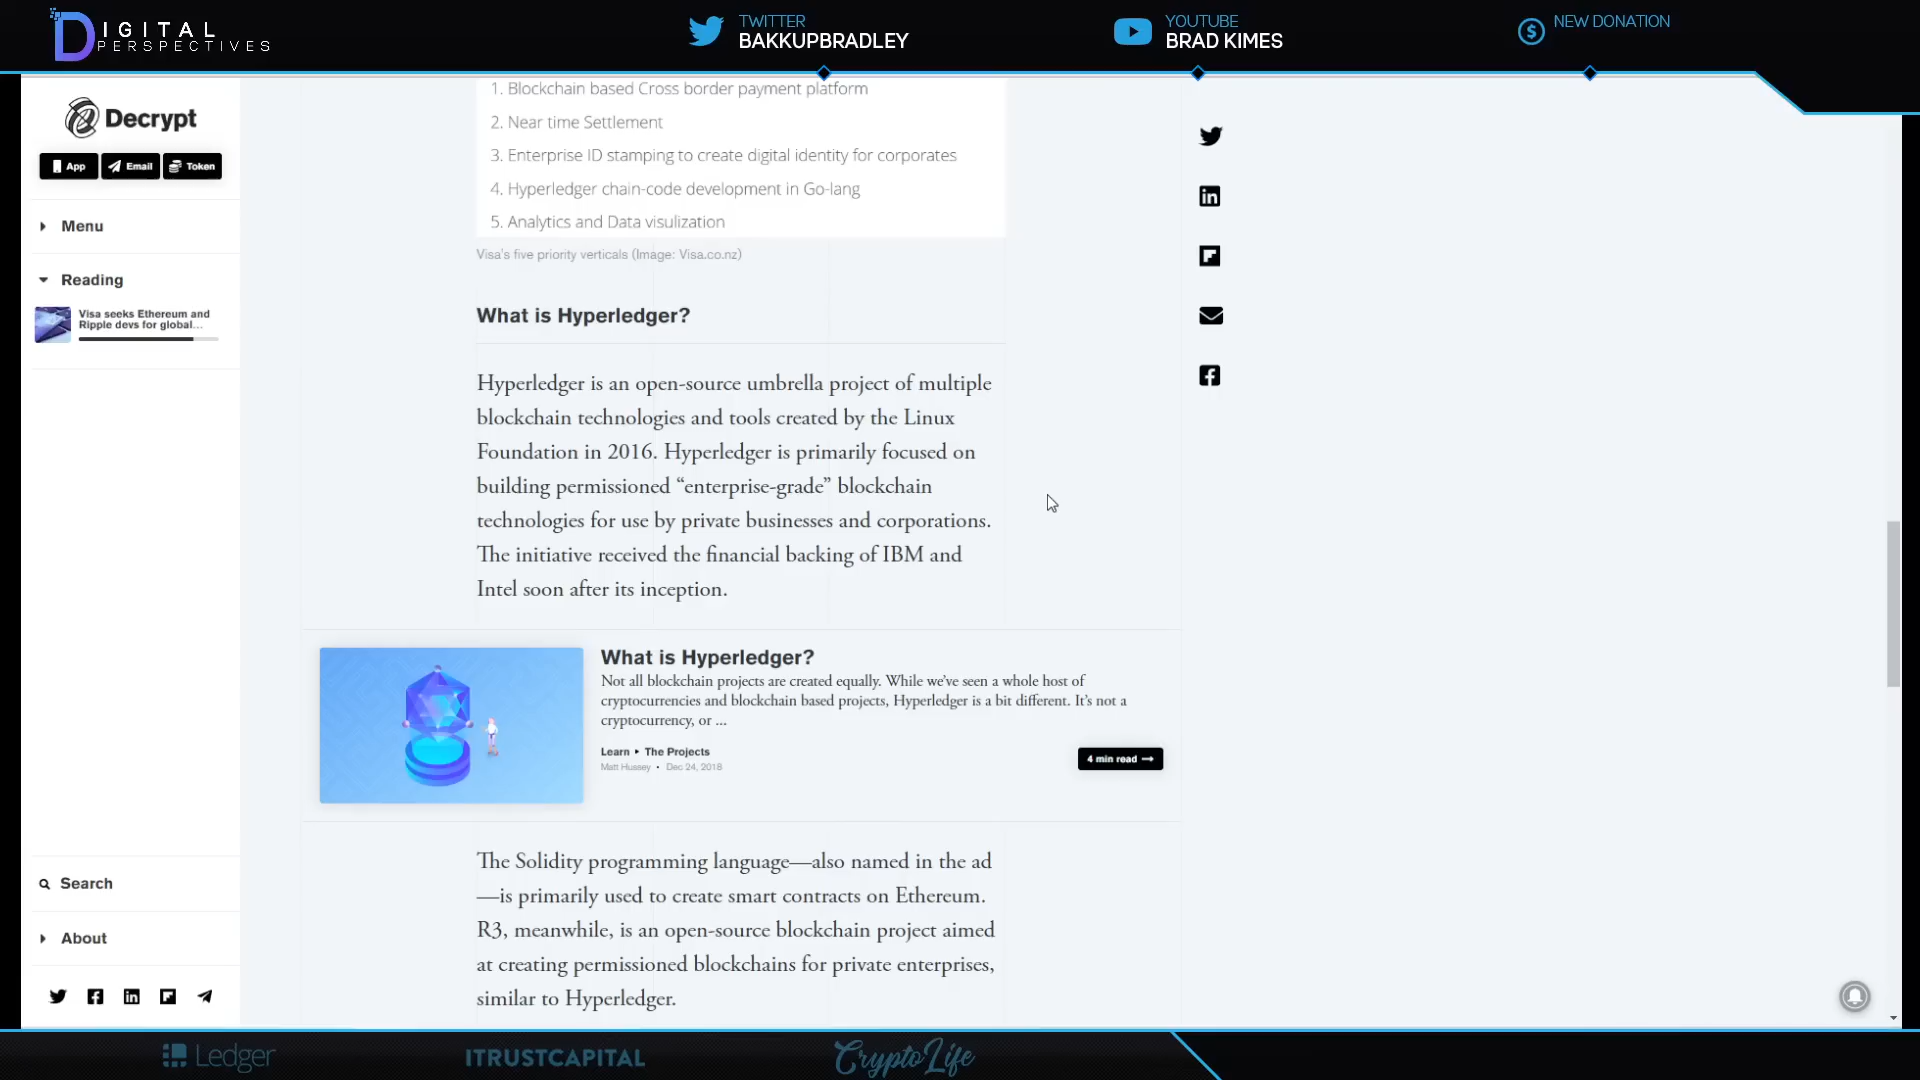 DIGITAL
PERSPECTIVES
TWITTER
BAKKUPBRADLEY
YOUTUBE
BRAD KIMES
NEW DONATION
Decrypt
App
Email
Token
Menu
Reading
Visa seeks Ethereum and
Ripple devs for global...
Search
About
1. Blockchain based Cross border payment platform
2. Near time Settlement
3. Enterprise ID stamping to create digital identity for corporates
4. Hyperledger chain-code development in Go-lang
5. Analytics and Data visulization
Visa's five priority verticals (Image: Visa.co.nz)
What is Hyperledger?
Hyperledger is an open-source umbrella project of multiple
blockchain technologies and tools created by the Linux
Foundation in 2016. Hyperledger is primarily focused on
building permissioned “enterprise-grade” blockchain
technologies for use by private businesses and corporations.
The initiative received the financial backing of IBM and
Intel soon after its inception.
What is Hyperledger?
Not all blockchain projects are created equally. While we’ve seen a whole host of
cryptocurrencies and blockchain based projects, Hyperledger is a bit different. It’s not a
cryptocurrency, or ...
Learn ▸ The Projects
Matt Hussey • Dec 24, 2018
4 min read →
The Solidity programming language—also named in the ad
—is primarily used to create smart contracts on Ethereum.
R3, meanwhile, is an open-source blockchain project aimed
at creating permissioned blockchains for private enterprises,
similar to Hyperledger.
Ledger
ITRUSTCAPITAL
CryptoLife